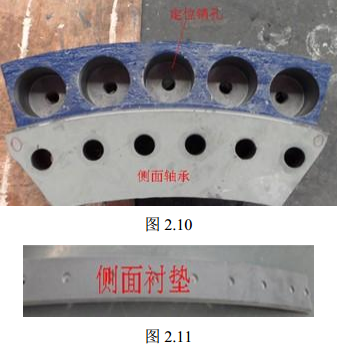 定位销孔
侧面轴承
图 2.10
侧面衬垫
图 2.11